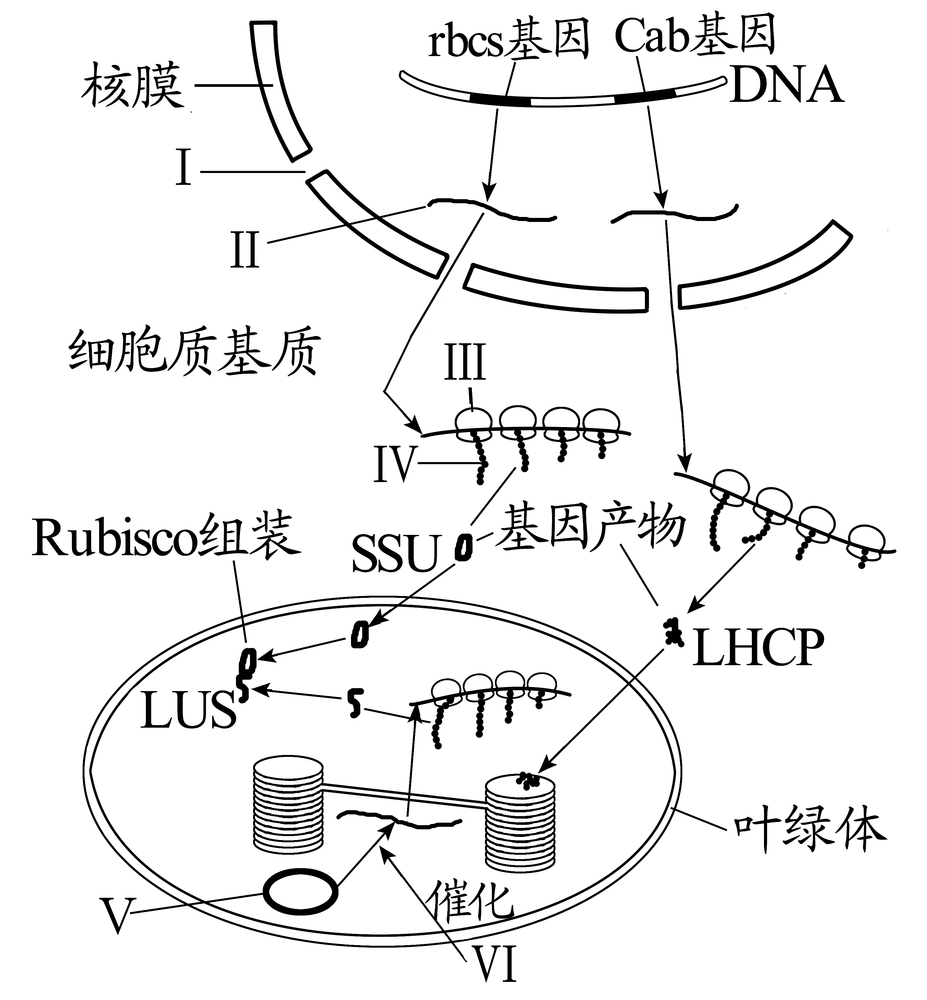 rbcs基因 Cab基因
DNA
核膜
I
II
细胞质基质
III
IV
Rubisco组装
SSU
基因产物
LHCP
LUS
叶绿体
V
催化
VI